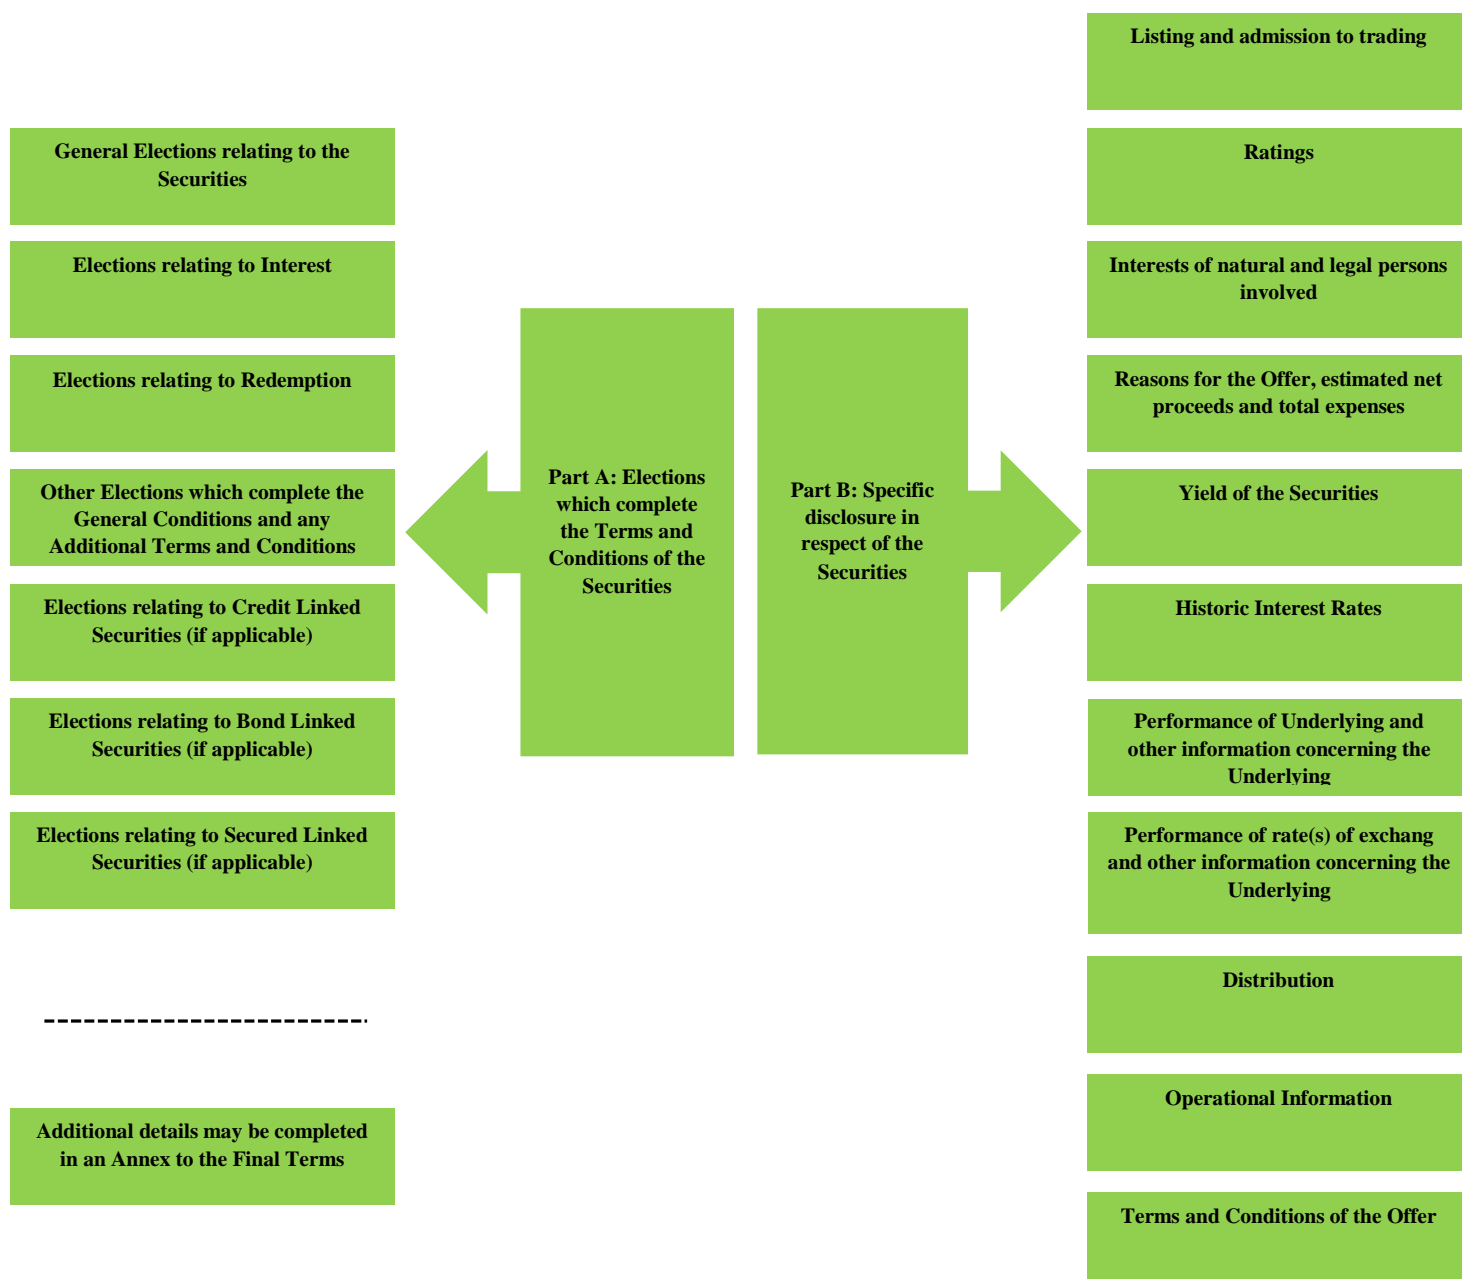 General Elections relating to the
Securities
Elections relating to Interest
Elections relating to Redemption
Other Elections which complete the
General Conditions and any
Additional Terms and Conditions
Elections relating to Credit Linked
Securities (if applicable)
Elections relating to Bond Linked
Securities (if applicable)
Elections relating to Secured Linked
Securities (if applicable)
Additional details may be completed
in an Annex to the Final Terms
Part A: Elections
which complete
the Terms and
Conditions of the
Securities
Part B: Specific
disclosure in
respect of the
Securities
Listing and admission to trading
Ratings
Interests of natural and legal persons
involved
Reasons for the Offer, estimated net
proceeds and total expenses
Yield of the Securities
Historic Interest Rates
Performance of Underlying and
other information concerning the
Underlying
Performance of rate(s) of exchang
and other information concerning the
Underlying
Distribution
Operational Information
Terms and Conditions of the Offer